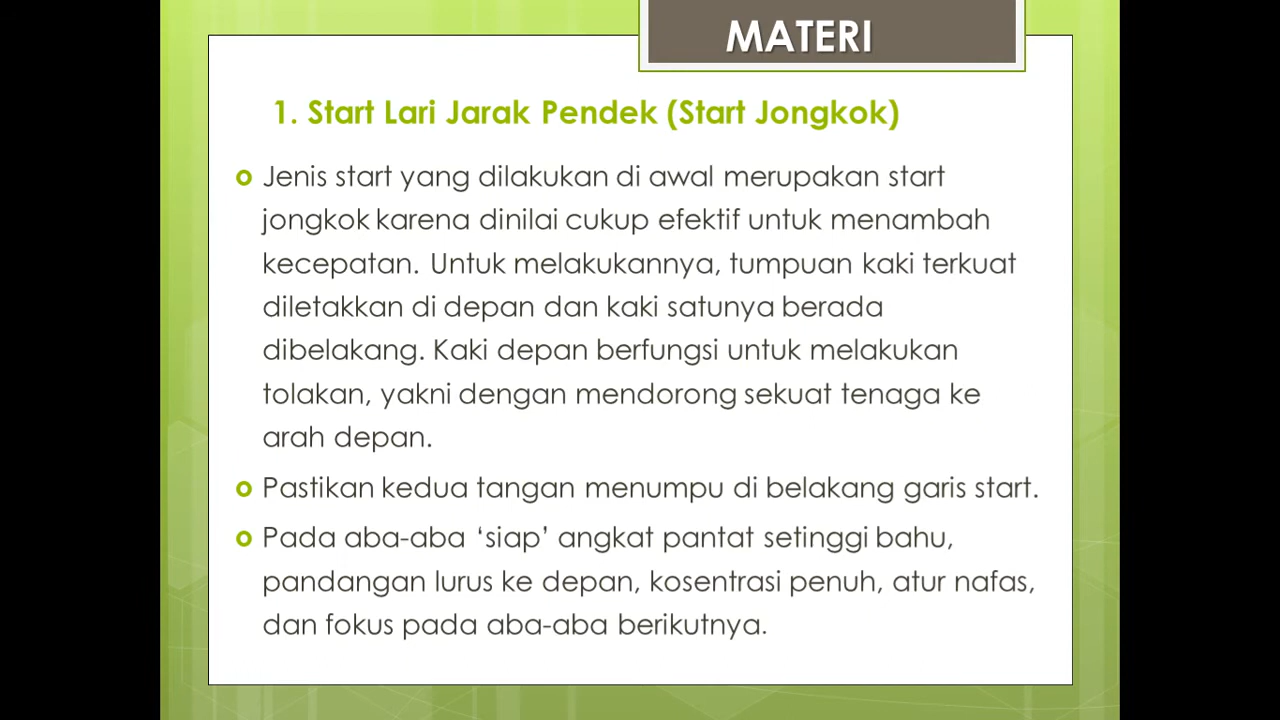 MATERI
1. Start Lari Jarak Pendek (Start Jongkok)
Jenis start yang dilakukan di awal merupakan start
jongkok karena dinilai cukup efektif untuk menambah
kecepatan. Untuk melakukannya, tumpuan kaki terkuat
diletakkan di depan dan kaki satunya berada
dibelakang. Kaki depan berfungsi untuk melakukan
tolakan, yakni dengan mendorong sekuat tenaga ke
arah depan.
Pastikan kedua tangan menumpu di belakang garis start.
Pada aba-aba ‘siap’ angkat pantat setinggi bahu,
pandangan lurus ke depan, kosentrasi penuh, atur nafas,
dan fokus pada aba-aba berikutnya.